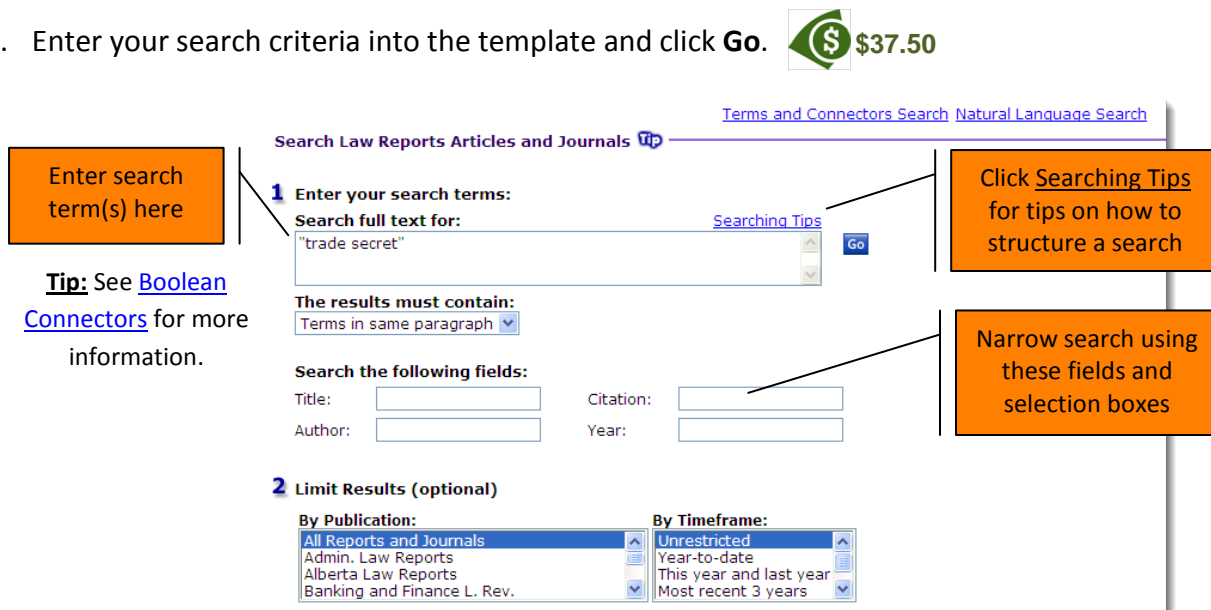 . Enter your search criteria into the template and click Go. $ $37.50
Terms and Connectors Search Natural Language Search
Search Law Reports Articles and Journals Tip
Enter search
term(s) here
Tip: See Boolean
Connectors for more
information.
1 Enter your search terms:
Search full text for: Searching Tips
"trade secret"
Go
The results must contain:
Terms in same paragraph
Search the following fields:
Title: Citation:
Author: Year:
Click Searching Tips
for tips on how to
structure a search
Narrow search using
these fields and
selection boxes
2 Limit Results (optional)
By Publication:
All Reports and Journals
Admin. Law Reports
Alberta Law Reports
Banking and Finance L. Rev.
By Timeframe:
Unrestricted
Year-to-date
This year and last year
Most recent 3 years